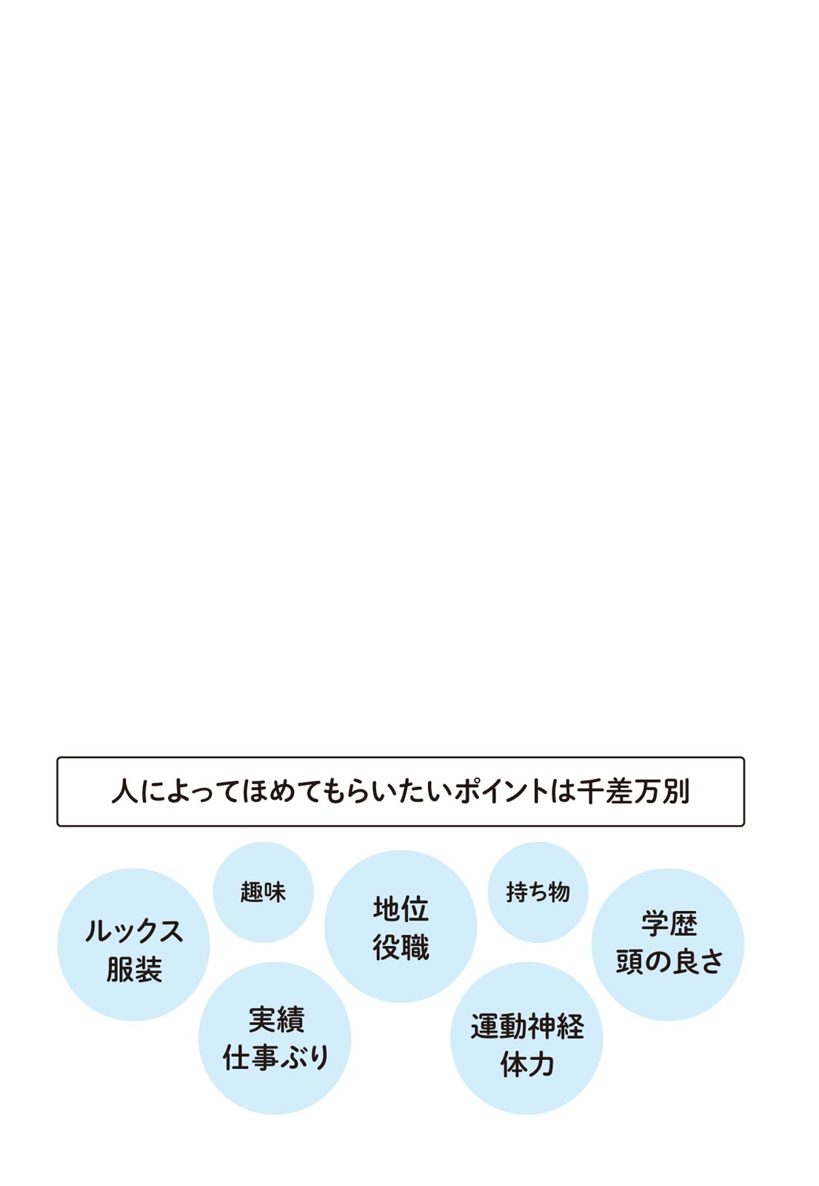 人によってほめてもらいたいポイントは千差万別
ルックス
服装
趣味
地位
役職
持ち物
学歴
頭の良さ
実績
仕事ぶり
運動神経
体力